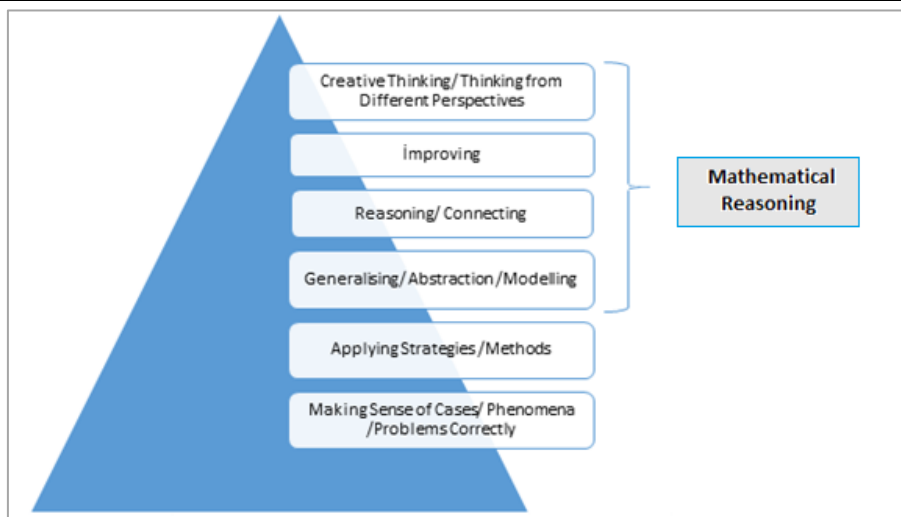 Creative Thinking/Thinking from
Different Perspectives
İmproving
Reasoning/ Connecting
Generalising/Abstraction/Modelling
Applying Strategies/Methods
Making Sense of Cases/ Phenomena
/Problems Correctly
Mathematical
Reasoning